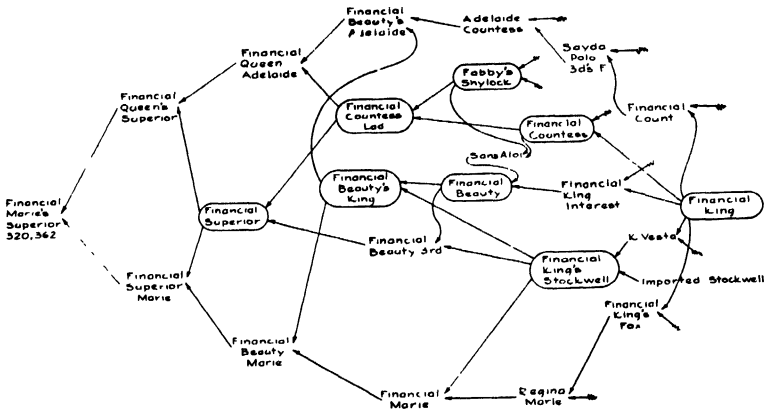 Financial
Beauty's
Adelaide
Adelaide
Countess
Sayda
Polo
3d's F
Financial
Queen
Adelaide
Fobby's
Shylock
Financial
Queen's
Superior
Financial
Countess
Lad
Financial
Countess
Financial
Count
Sans Aloi
Financial
Beauty's
King
Financial
Beauty
Financial
King
Interest
Financial
King
Financial
Marie's
Superior
320,362
Financial
Superior
Financial
Beauty 3rd
K Vesta
Financial
King's
Stockwell
Imported Stockwell
Financial
Superior
Marie
Financial
King's
Fox
Financial
Beauty
Marie
Financial
Marie
Regina
Marie